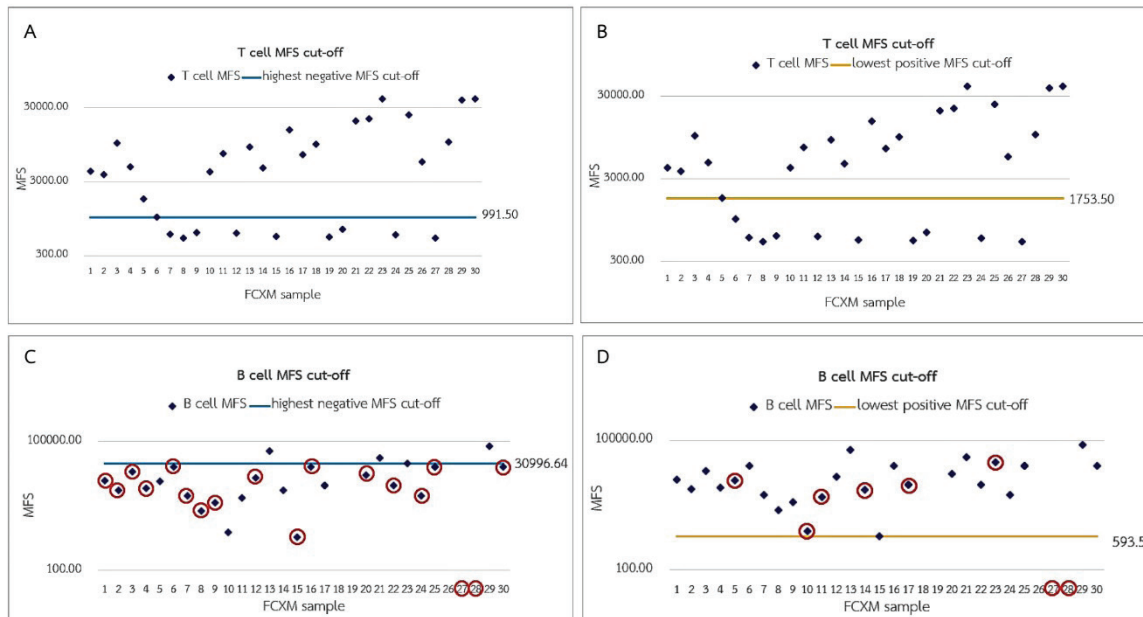 A
T cell MFS cut-off
T cell MFS highest negative MFS cut-off
30000.00
3000.00
300.00
MFS
991.50
1 2 3 4 5 6 7 8 9 10 11 12 13 14 15 16 17 18 19 20 21 22 23 24 25 26 27 28 29 30
FCXM sample
B
T cell MFS cut-off
T cell MFS lowest positive MFS cut-off
30000.00
3000.00
300.00
MFS
1753.50
1 2 3 4 5 6 7 8 9 10 11 12 13 14 15 16 17 18 19 20 21 22 23 24 25 26 27 28 29 30
FCXM sample
C
B cell MFS cut-off
B cell MFS highest negative MFS cut-off
100000.00
100.00
MFS
30996.64
1 2 3 4 5 6 7 8 9 10 11 12 13 14 15 16 17 18 19 20 21 22 23 24 25 26 27 28 29 30
FCXM sample
D
B cell MFS cut-off
B cell MFS lowest positive MFS cut-off
100000.00
100.00
MFS
593.5
1 2 3 4 5 6 7 8 9 10 11 12 13 14 15 16 17 18 19 20 21 22 23 24 25 26 27 28 29 30
FCXM sample